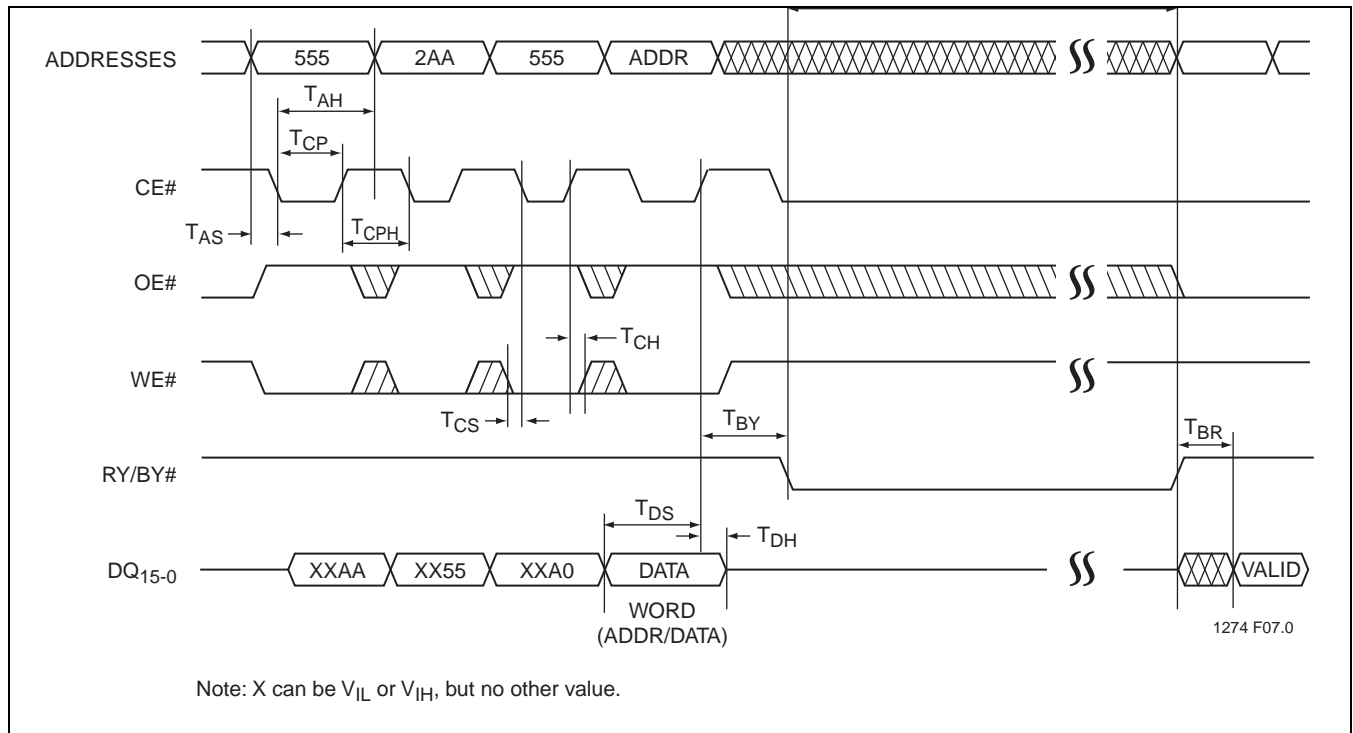 ADDRESSES 555 2AA 555 ADDR
TAH
TCP
CE#
TAS TCPH
OE#
TCH
WE#
TCS TBY TBR
RY/BY#
TDS
TDH
DQ15-0 XXAA XX55 XXA0 DATA VALID
WORD
(ADDR/DATA)
1274 F07.0
Note: X can be VIL or VIH, but no other value.